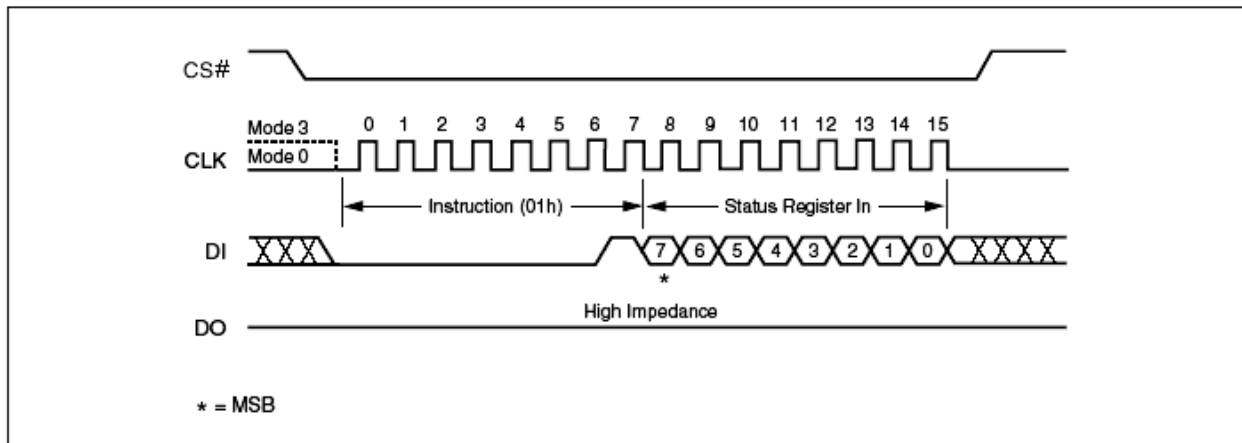 CS#
Mode 3
0 1 2 3 4 5 6 7 8 9 10 11 12 13 14 15
CLK
Mode 0
Instruction (01h)
Status Register In
DI
7 6 5 4 3 2 1 0
*
High Impedance
DO
* = MSB